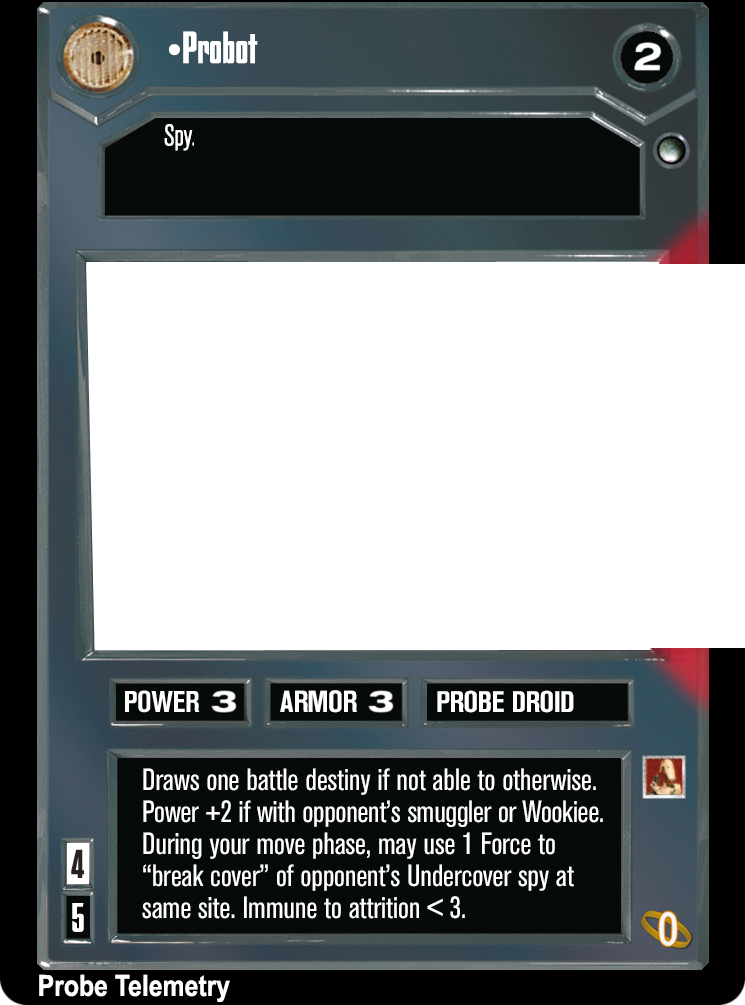 •Probot
2
Spy.
POWER 3
ARMOR 3
PROBE DROID
Draws one battle destiny if not able to otherwise.
Power +2 if with opponent’s smuggler or Wookiee.
During your move phase, may use 1 Force to
“break cover” of opponent’s Undercover spy at
same site. Immune to attrition < 3.
4
5
0
Probe Telemetry